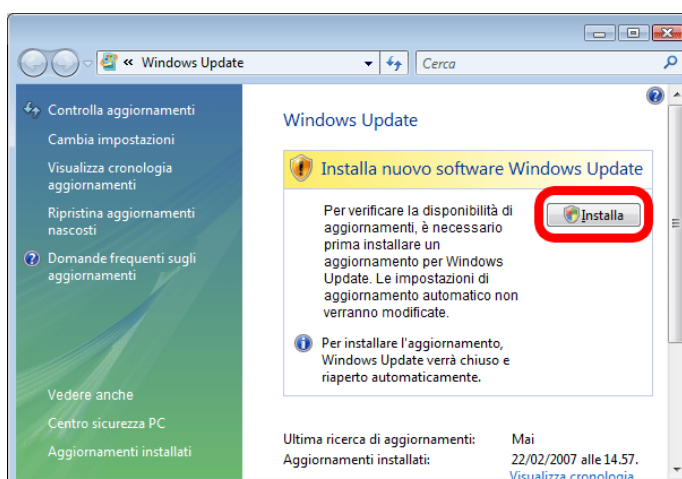 « Windows Update
Cerca
Controlla aggiornamenti
Cambia impostazioni
Visualizza cronologia
aggiornamenti
Ripristina aggiornamenti
nascosti
Domande frequenti sugli
aggiornamenti
Vedere anche
Centro sicurezza PC
Aggiornamenti installati
Windows Update
Installa nuovo software Windows Update
Per verificare la disponibilità di
aggiornamenti, è necessario
prima installare un
aggiornamento per Windows
Update. Le impostazioni di
aggiornamento automatico non
verranno modificate.
Installa
Per installare l'aggiornamento,
Windows Update verrà chiuso e
riaperto automaticamente.
Ultima ricerca di aggiornamenti: Mai
Aggiornamenti installati: 22/02/2007 alle 14.57.
Visualizza cronologia